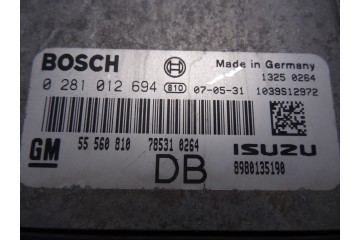 BOSCH Made in Germany
1325 0264
0 281 012 694 810 07-05-31 1039S12972
GM 55 560 810 78531 0264 ISUZU
DB 8980135190